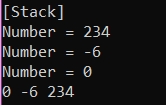 [Stack]
Number = 234
Number = -6
Number = 0
0 -6 234